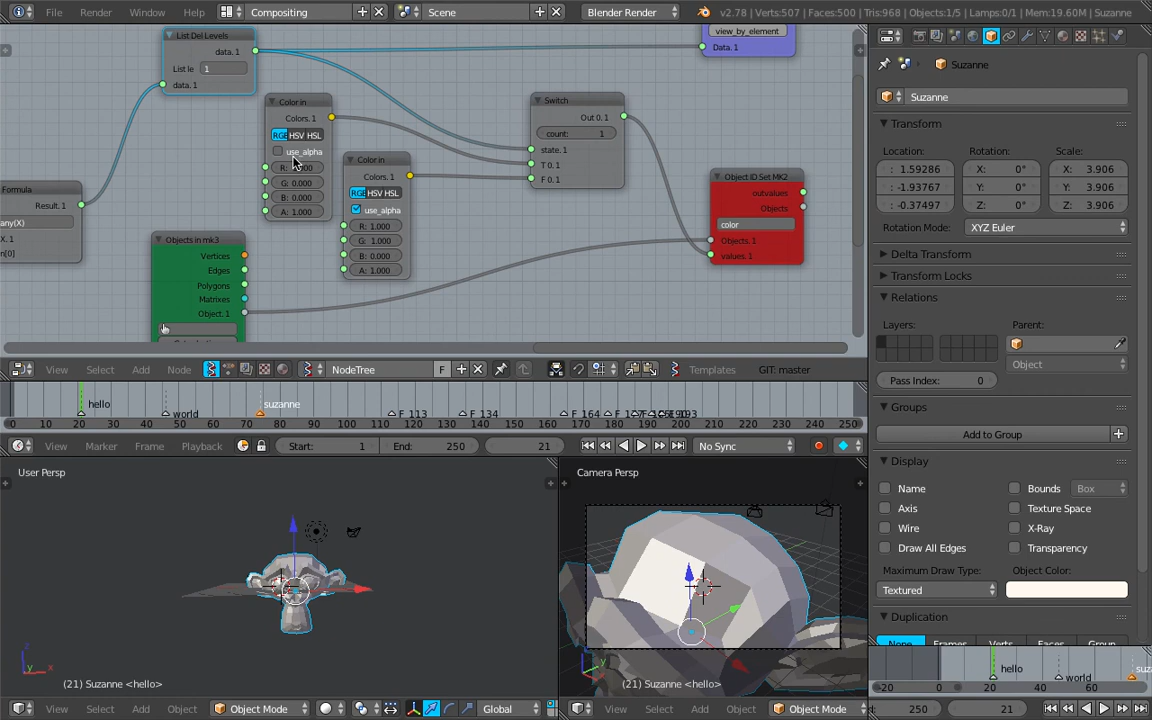 File Render Window Help Compositing Scene Blender Render v2.78 | Verts:507 | Faces:500 | Tris:968 | Objects:1/5 | Lamps:0/1 | Mem:19.60M | Suzanne
List Del Levels
data. 1
List le 1
data. 1
view_by_element
Data. 1
Color in
Colors. 1
RGB HSV HSL
use_alpha
R: 0.000
G: 0.000
B: 0.000
A: 1.000
Color in
Colors. 1
RGB HSV HSL
use_alpha
R: 1.000
G: 1.000
B: 0.000
A: 1.000
Switch
Out 0. 1
count: 1
state. 1
T 0. 1
F 0. 1
Formula
Result. 1
any(X)
X. 1
n[0]
Objects in mk3
Vertices
Edges
Polygons
Matrixes
Object. 1
Object ID Set MK2
outvalues
Objects
color
Objects. 1
values. 1
View Select Add Node NodeTree F Templates GIT: master
hello
world
suzanne
F_113
F_134
F_164
0 10 20 30 40 50 60 70 80 90 100 110 120 130 140 150 160 170 180 190 200 210 220 230 240 250
View Marker Frame Playback Start: 1 End: 250 21 No Sync
User Persp
(21) Suzanne <hello>
View Select Add Object Object Mode Global
Camera Persp
(21) Suzanne <hello>
View Select Add Object Object Mode
Suzanne
Suzanne
Transform
Location: Rotation: Scale:
: 1.59286 X: 0° X: 3.906
: -1.93767 Y: 0° Y: 3.906
: -0.37497 Z: 0° Z: 3.906
Rotation Mode: XYZ Euler
Delta Transform
Transform Locks
Relations
Layers: Parent:
Object
Pass Index: 0
Groups
Add to Group
Display
Name Bounds Box
Axis Texture Space
Wire X-Ray
Draw All Edges Transparency
Maximum Draw Type: Object Color:
Textured
Duplication
None Frames Verts Faces Group
hello
world
-20 0 20 40 60
250 21